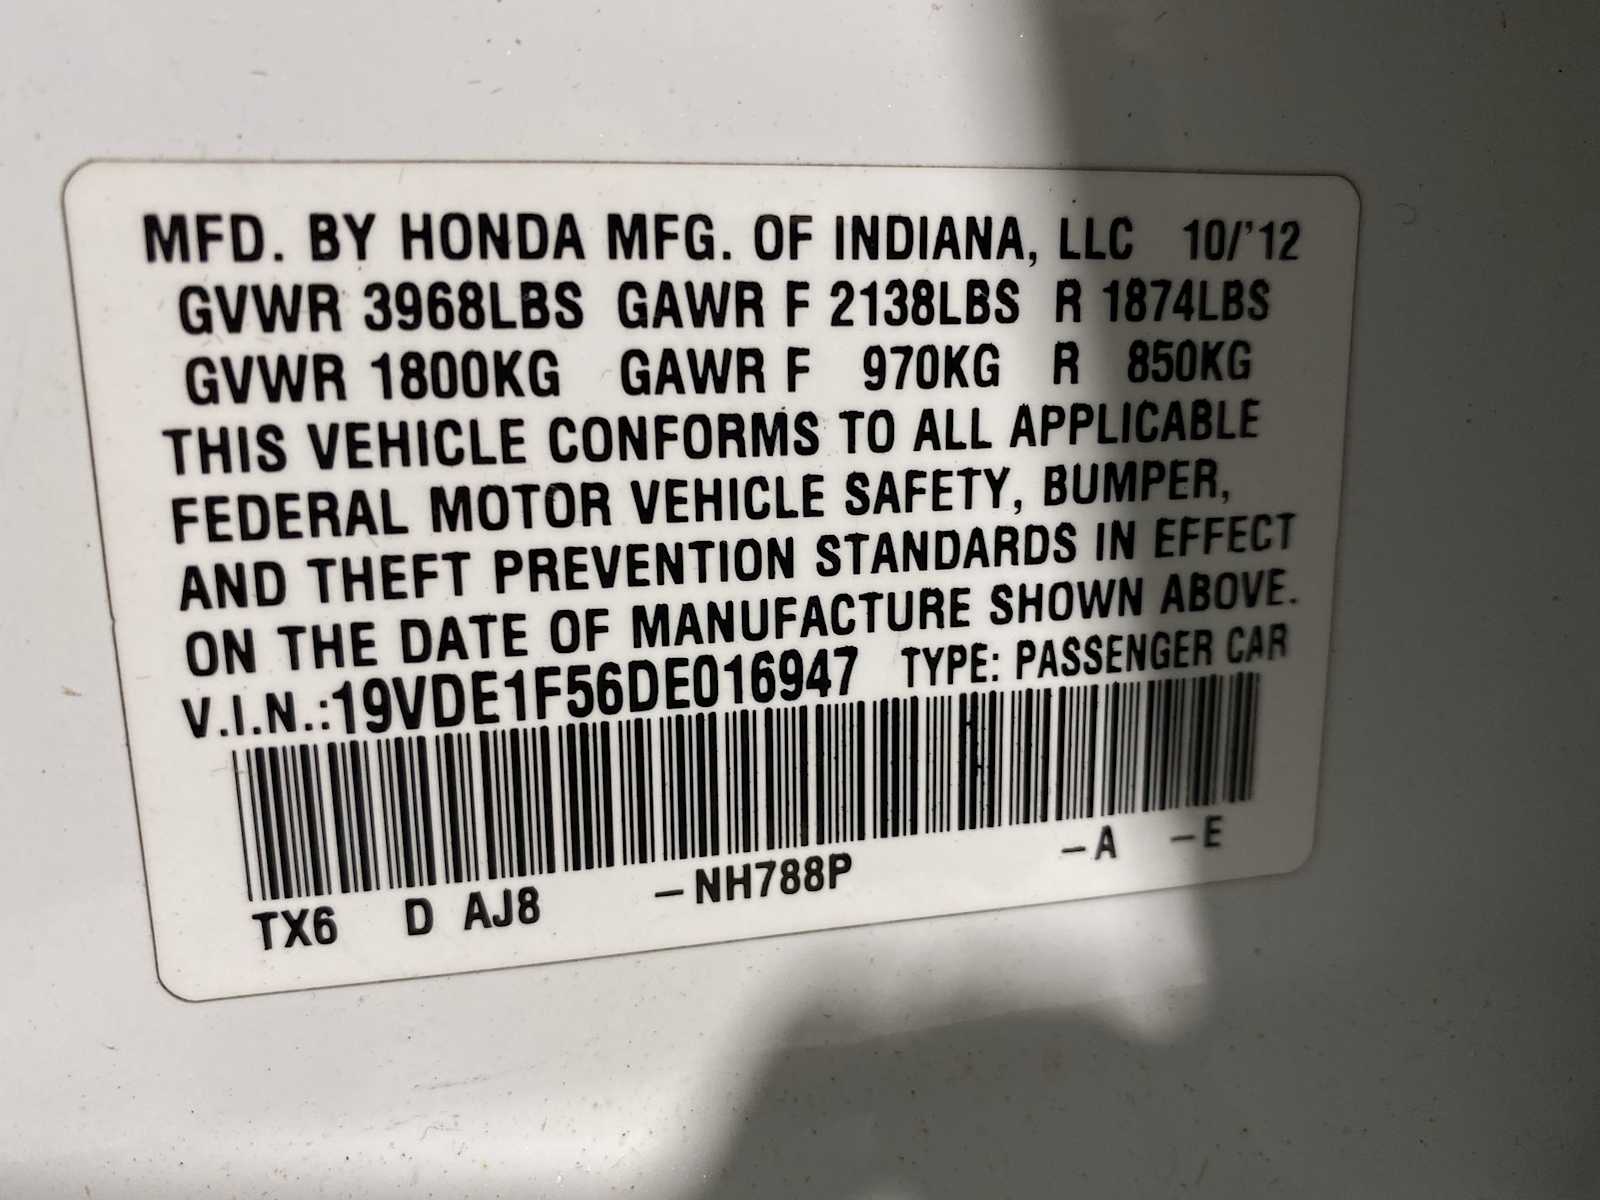 MFD. BY HONDA MFG. OF INDIANA, LLC 10/'12
GVWR 3968LBS GAWR F 2138LBS R 1874LBS
GVWR 1800KG GAWR F 970KG R 850KG
THIS VEHICLE CONFORMS TO ALL APPLICABLE
FEDERAL MOTOR VEHICLE SAFETY, BUMPER,
AND THEFT PREVENTION STANDARDS IN EFFECT
ON THE DATE OF MANUFACTURE SHOWN ABOVE.
V.I.N.:19VDE1F56DE016947 TYPE: PASSENGER CAR
TX6 D AJ8 –NH788P –A –E